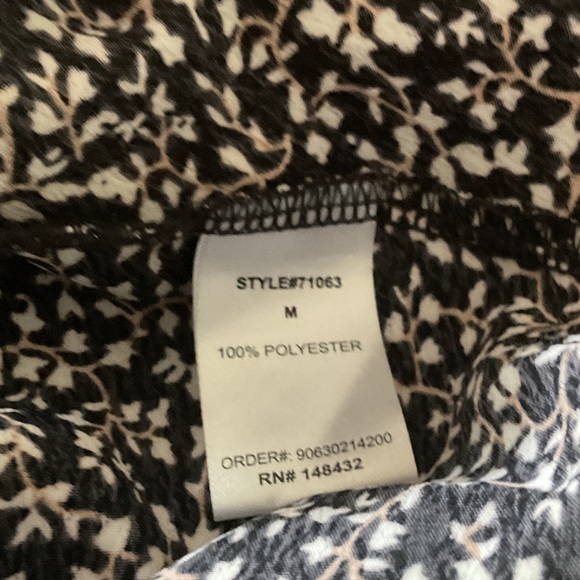 STYLE#71063
M
100% POLYESTER
ORDER#: 90630214200
RN# 148432